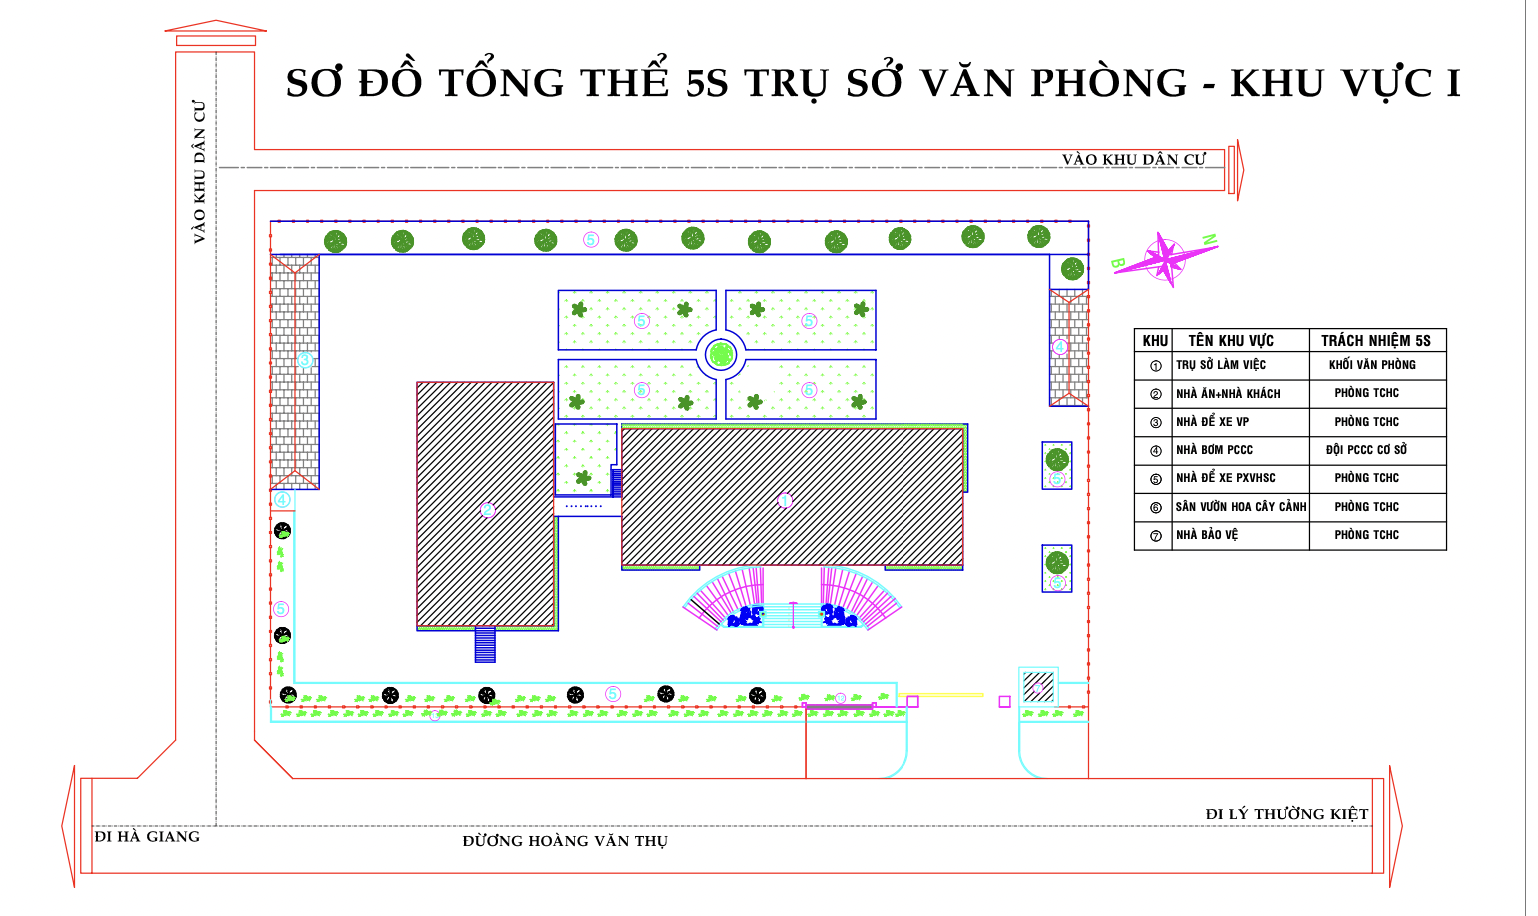 SƠ ĐỒ TỔNG THỂ 5S TRỤ SỞ VĂN PHÒNG - KHU VỰC I
VÀO KHU DÂN CƯ
VÀO KHU DÂN CƯ
5
N
B
5 5
3
4
5 5
KHU TÊN KHU VỰC TRÁCH NHIỆM 5S
1 TRỤ SỞ LÀM VIỆC KHỐI VĂN PHÒNG
2 NHÀ ĂN+NHÀ KHÁCH PHÒNG TCHC
3 NHÀ ĐỂ XE VP PHÒNG TCHC
4 NHÀ BƠM PCCC ĐỘI PCCC CƠ SỞ
5 NHÀ ĐỂ XE PXVHSC PHÒNG TCHC
6 SÂN VƯỜN HOA CÂY CẢNH PHÒNG TCHC
7 NHÀ BẢO VỆ PHÒNG TCHC
5
4
2
1
5
5
5
ĐI LÝ THƯỜNG KIỆT
ĐI HÀ GIANG
ĐỪƠNG HOÀNG VĂN THỤ